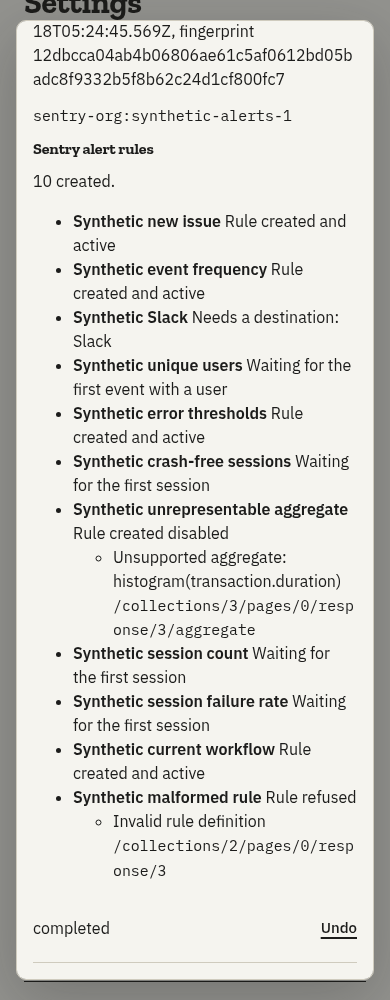 Settings
18T05:24:45.569Z, fingerprint
12dbcca04ab4b06806ae61c5af0612bd05b
adc8f9332b5f8b62c24d1cf800fc7
sentry-org:synthetic-alerts-1
Sentry alert rules
10 created.
• Synthetic new issue Rule created and
active
• Synthetic event frequency Rule
created and active
• Synthetic Slack Needs a destination:
Slack
• Synthetic unique users Waiting for the
first event with a user
• Synthetic error thresholds Rule
created and active
• Synthetic crash-free sessions Waiting
for the first session
• Synthetic unrepresentable aggregate
Rule created disabled
◦ Unsupported aggregate:
histogram(transaction.duration)
/collections/3/pages/0/resp
onse/3/aggregate
• Synthetic session count Waiting for
the first session
• Synthetic session failure rate Waiting
for the first session
• Synthetic current workflow Rule
created and active
• Synthetic malformed rule Rule refused
◦ Invalid rule definition
/collections/2/pages/0/resp
onse/3
completed Undo